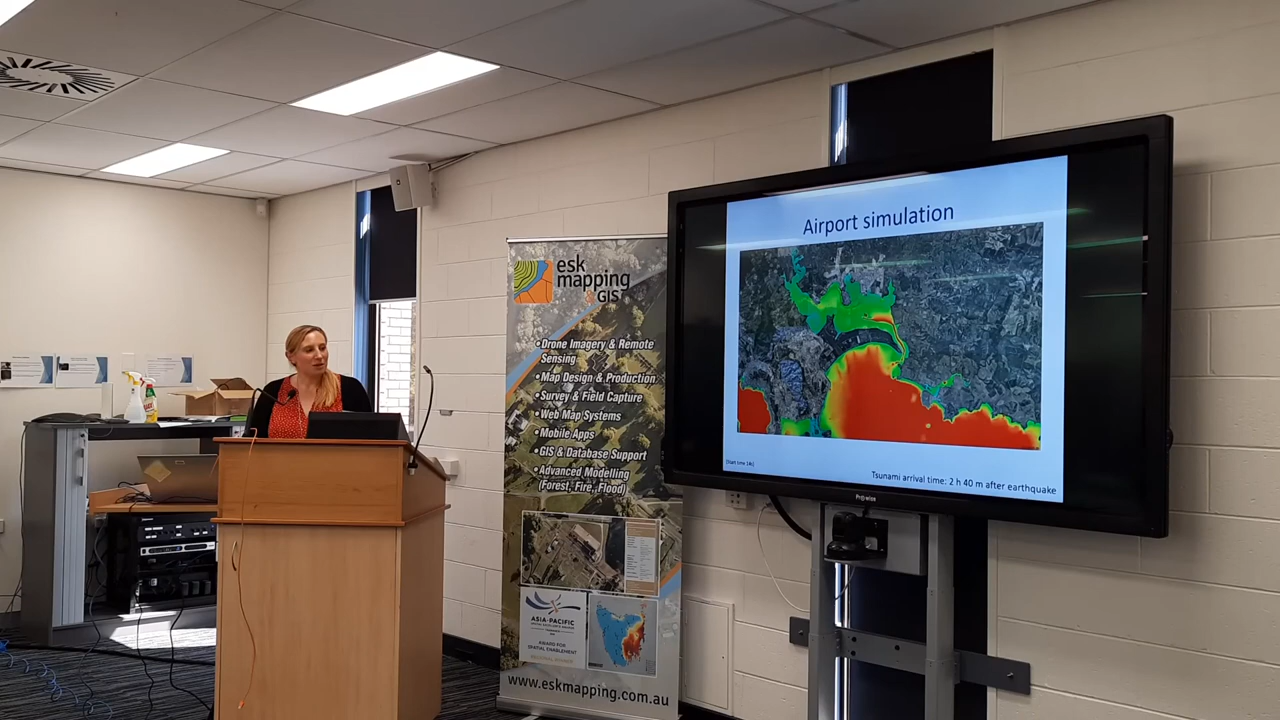 esk
mapping
& GIS
•Drone Imagery & Remote
Sensing
•Map Design & Production
•Survey & Field Capture
•Web Map Systems
•Mobile Apps
•GIS & Database Support
•Advanced Modelling
(Forest, Fire, Flood)
ASIA-PACIFIC
AWARD FOR
SPATIAL ENABLEMENT
www.eskmapping.com.au
Airport simulation
Tsunami arrival time: 2 h 40 m after earthquake
Prowise